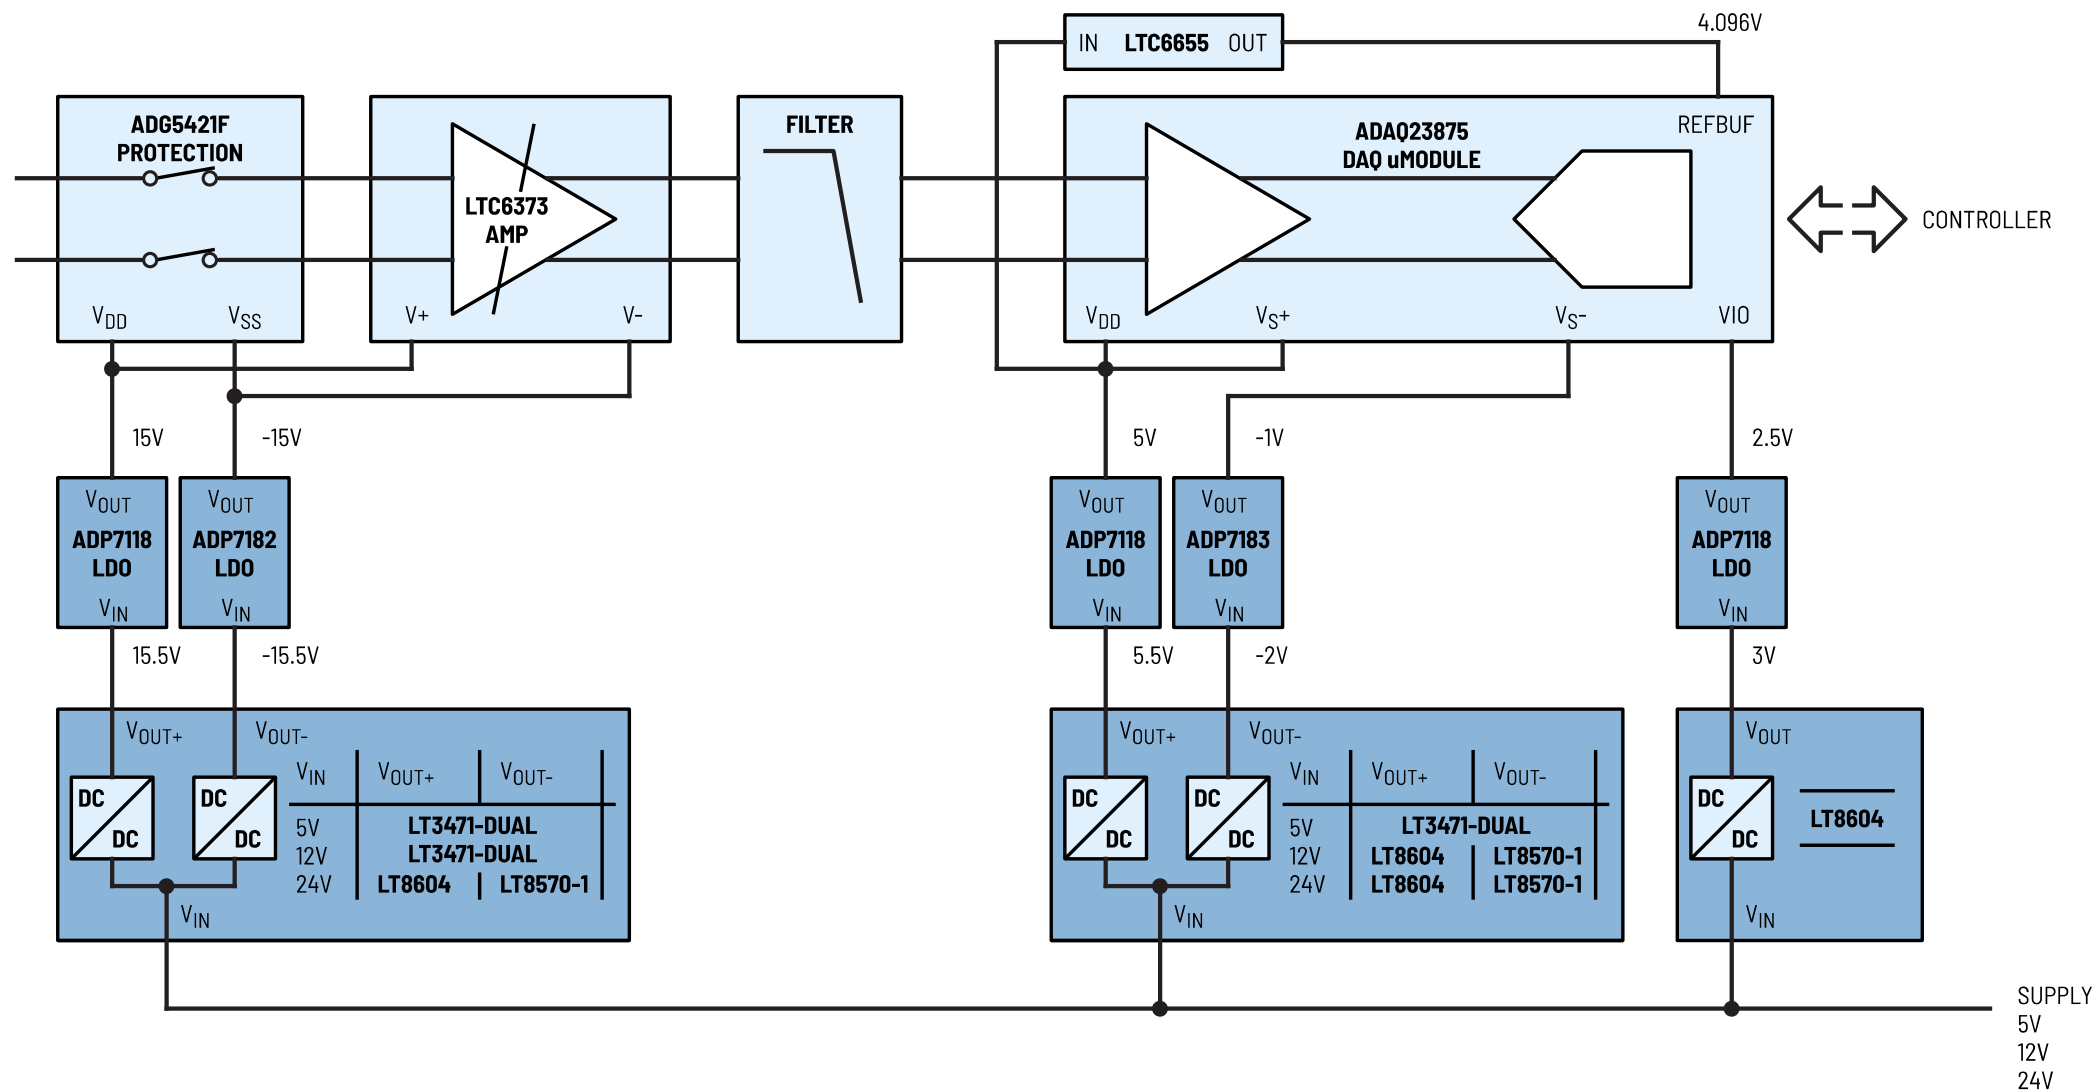 4.096V
IN LTC6655 OUT
ADG5421F
PROTECTION
VDD
VSS
LTC6373
AMP
V+
V-
FILTER
ADAQ23875
DAQ uMODULE
REFBUF
VDD
VS+
VS-
VIO
CONTROLLER
15V
-15V
5V
-1V
2.5V
VOUT
ADP7118
LDO
VIN
VOUT
ADP7182
LDO
VIN
VOUT
ADP7118
LDO
VIN
VOUT
ADP7183
LDO
VIN
VOUT
ADP7118
LDO
VIN
15.5V
-15.5V
5.5V
-2V
3V
VOUT+
VOUT-
DC
DC
DC
DC
VIN VOUT+ VOUT-
5V LT3471-DUAL
12V LT3471-DUAL
24V LT8604 LT8570-1
VIN
VOUT+
VOUT-
DC
DC
DC
DC
VIN VOUT+ VOUT-
5V LT3471-DUAL
12V LT8604 LT8570-1
24V LT8604 LT8570-1
VIN
VOUT
DC
DC
LT8604
VIN
SUPPLY
5V
12V
24V